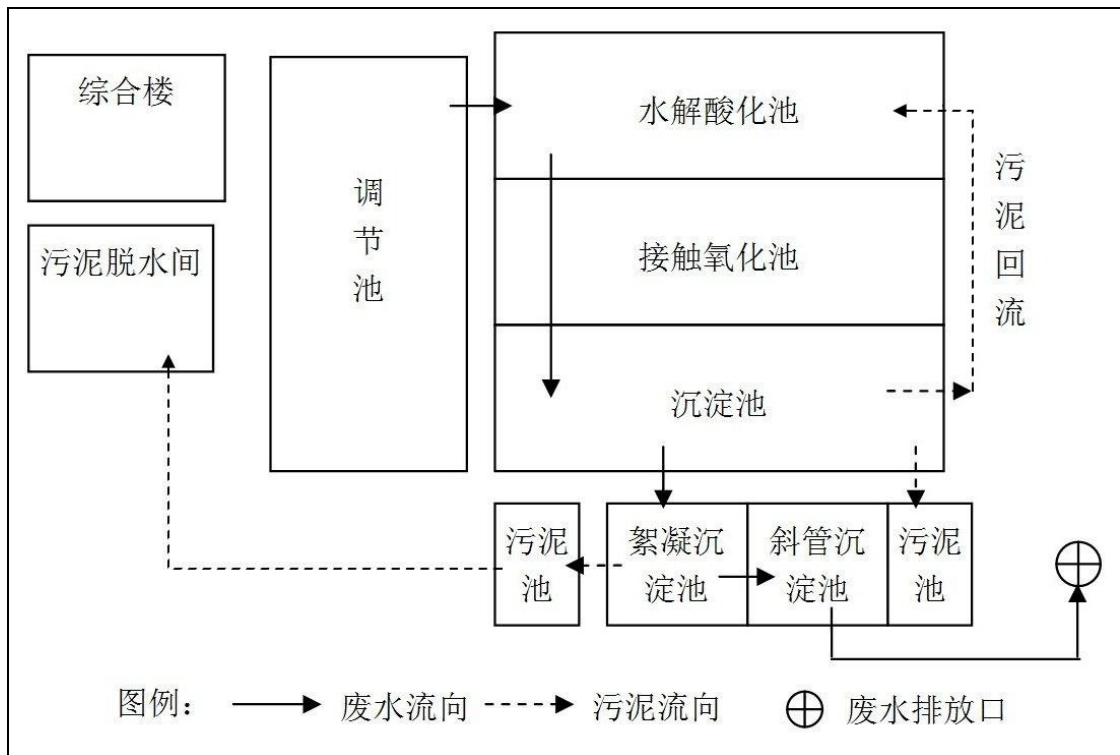 综合楼
污泥脱水间
调
节
池
水解酸化池
接触氧化池
沉淀池
污
泥
回
流
污泥
池
絮凝沉
淀池
斜管沉
淀池
污泥
池
图例：
废水流向
污泥流向
废水排放口